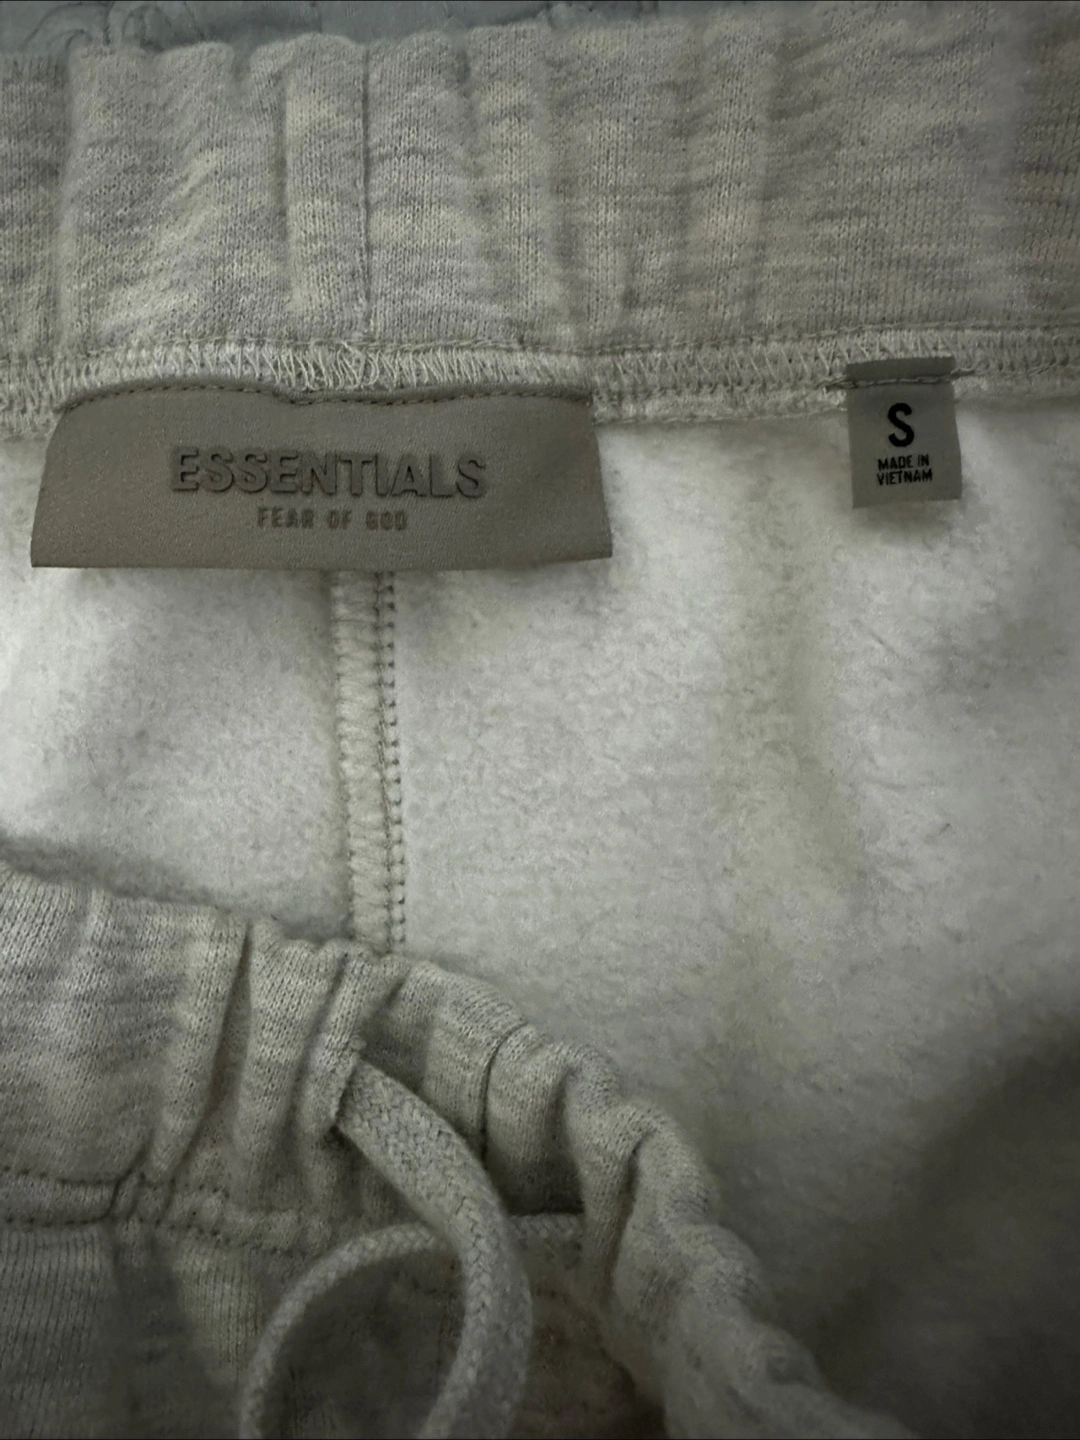 ESSENTIALS
FEAR OF GOD
S
MADE IN
VIETNAM